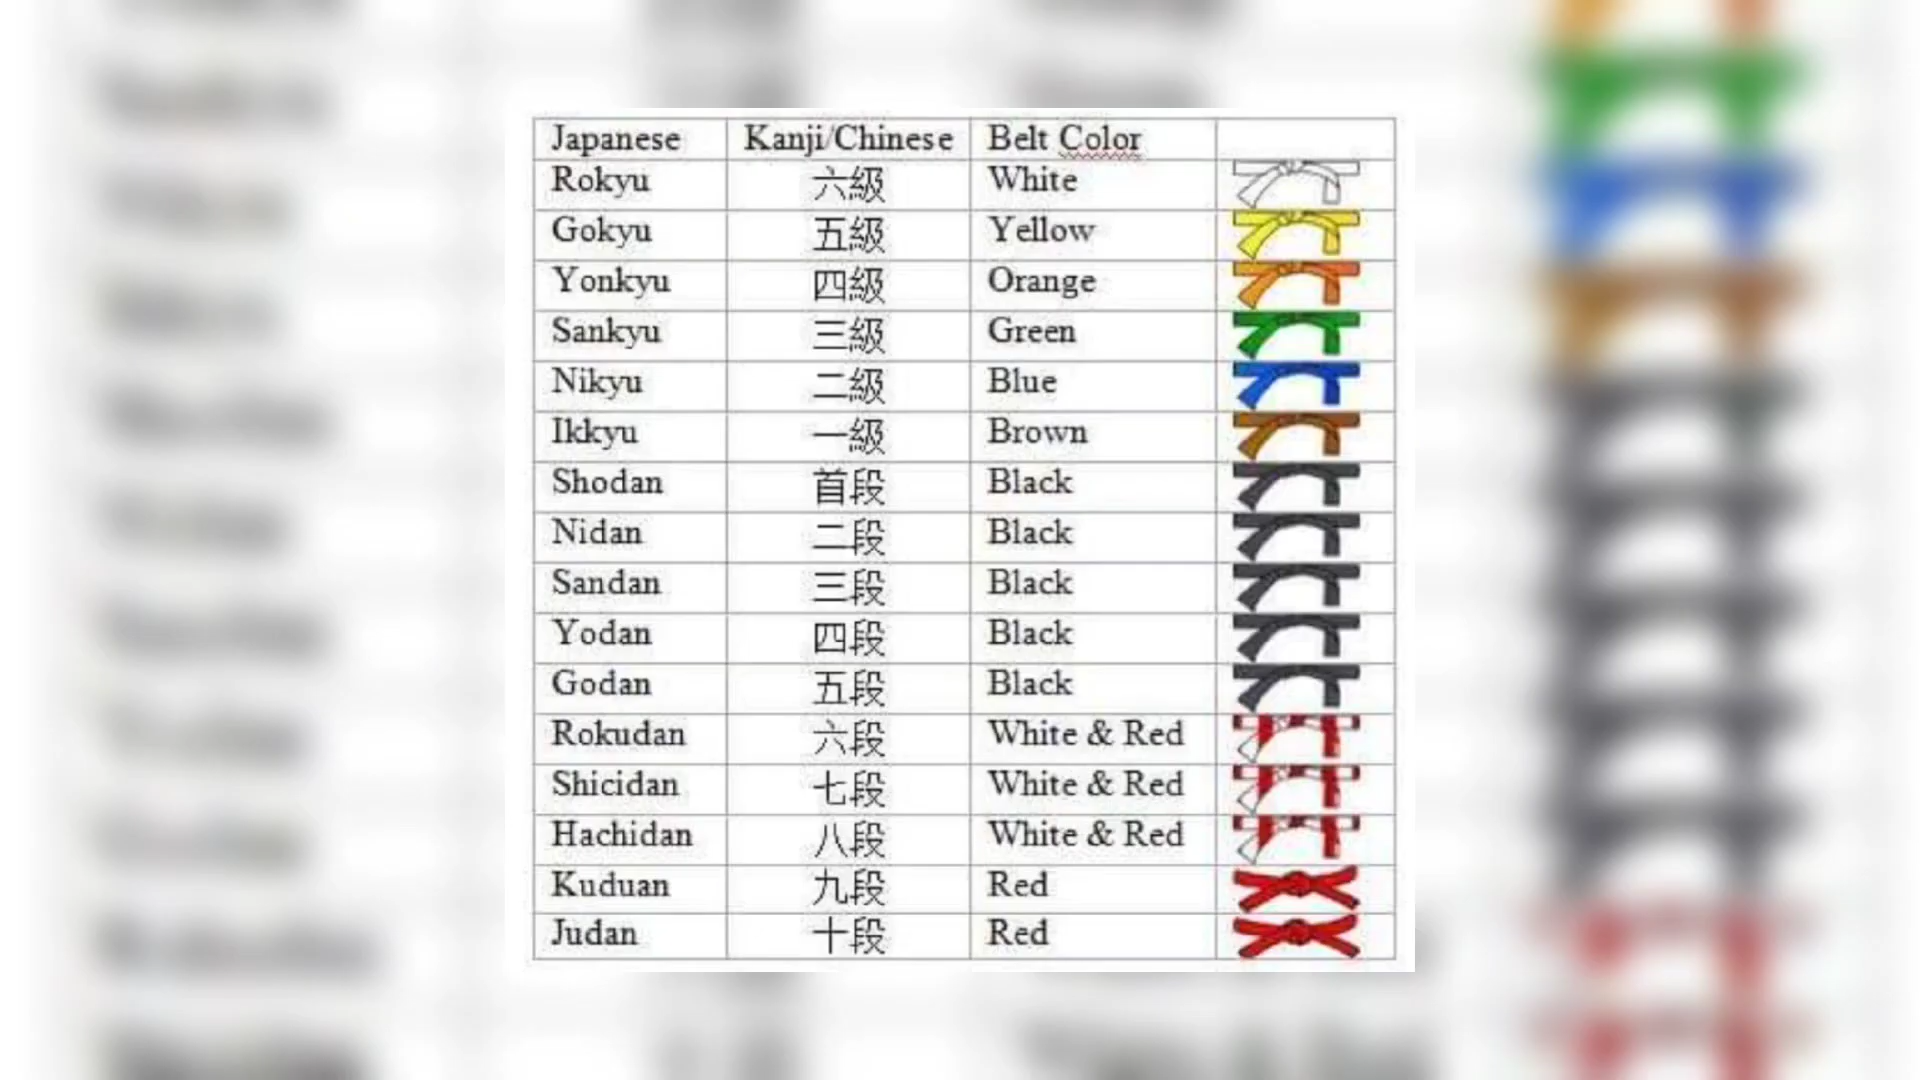 Japanese Kanji/Chinese Belt Color
Rokyu 六級 White
Gokyu 五級 Yellow
Yonkyu 四級 Orange
Sankyu 三級 Green
Nikyu 二級 Blue
Ikkyu 一級 Brown
Shodan 首段 Black
Nidan 二段 Black
Sandan 三段 Black
Yodan 四段 Black
Godan 五段 Black
Rokudan 六段 White & Red
Shicidan 七段 White & Red
Hachidan 八段 White & Red
Kuduan 九段 Red
Judan 十段 Red